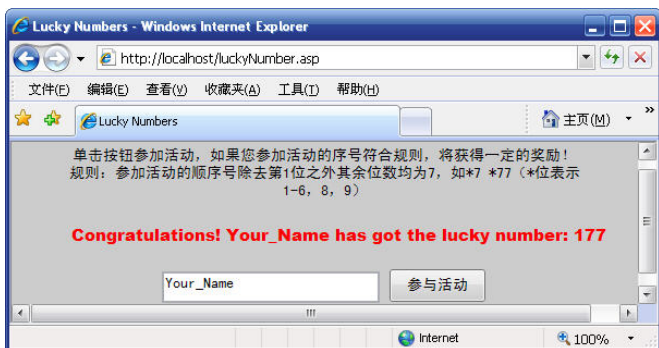 Lucky Numbers - Windows Internet Explorer
http://localhost/luckyNumber.asp
文件(F) 编辑(E) 查看(V) 收藏夹(A) 工具(T) 帮助(H)
Lucky Numbers 主页(M) »
单击按钮参加活动，如果您参加活动的序号符合规则，将获得一定的奖励！
规则：参加活动的顺序号除去第1位之外其余位数均为7，如*7 *77（*位表示
1-6，8，9）
Congratulations! Your_Name has got the lucky number: 177
Your_Name 参与活动
Internet 100%